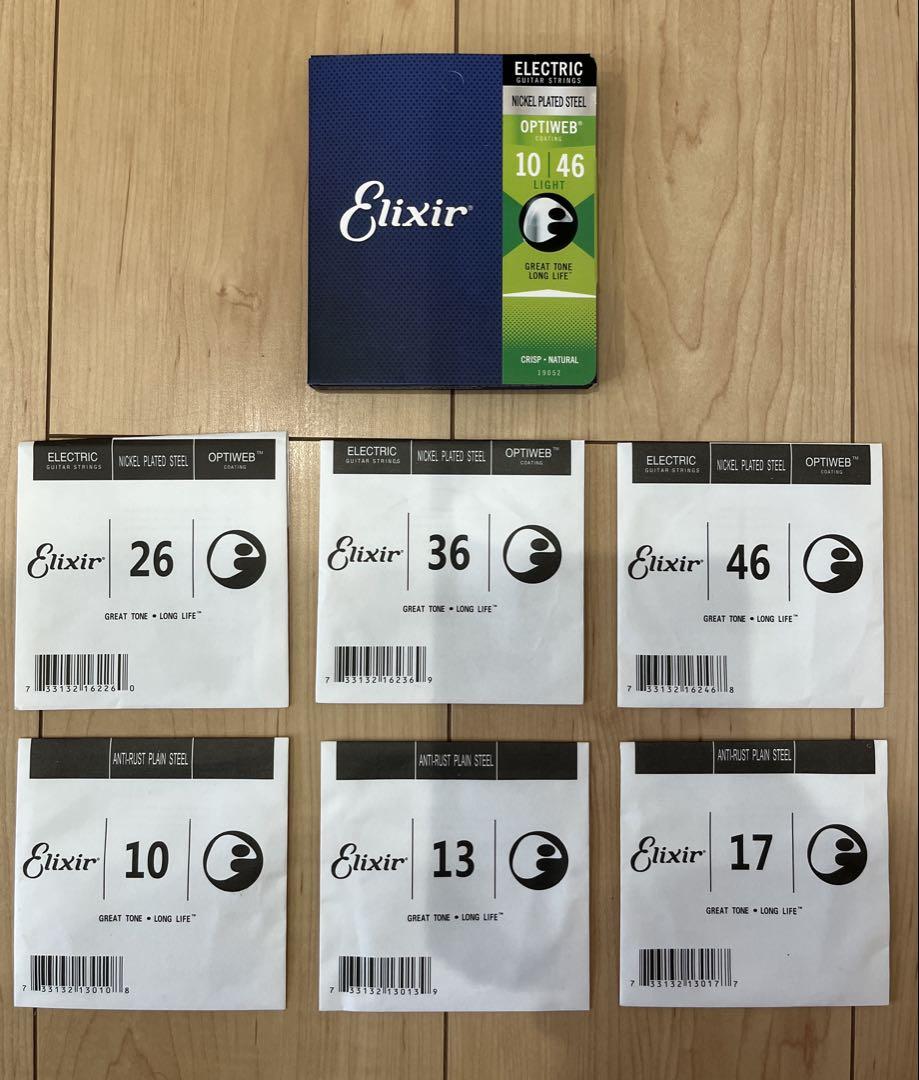 Elixir®
ELECTRIC
GUITAR STRINGS
NICKEL PLATED STEEL
OPTIWEB®
COATING
10 | 46
LIGHT
GREAT TONE
LONG LIFE™
CRISP • NATURAL
19052
ELECTRIC
GUITAR STRINGS
NICKEL PLATED STEEL
OPTIWEB™
COATING
Elixir® 26
GREAT TONE • LONG LIFE™
7 33132 16226 0
ELECTRIC
GUITAR STRINGS
NICKEL PLATED STEEL
OPTIWEB™
COATING
Elixir® 36
GREAT TONE • LONG LIFE™
7 33132 16236 9
ELECTRIC
GUITAR STRINGS
NICKEL PLATED STEEL
OPTIWEB™
COATING
Elixir® 46
GREAT TONE • LONG LIFE™
7 33132 16246 8
ANTI-RUST PLAIN STEEL
Elixir® 10
GREAT TONE • LONG LIFE™
7 33132 13010 8
ANTI-RUST PLAIN STEEL
Elixir® 13
GREAT TONE • LONG LIFE™
7 33132 13013 9
ANTI-RUST PLAIN STEEL
Elixir® 17
GREAT TONE • LONG LIFE™
7 33132 13017 7